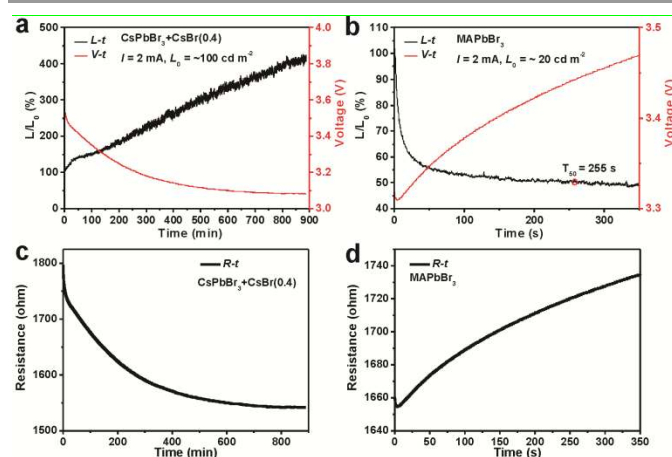 a
L-t
CsPbBr3+CsBr(0.4)
V-t
I = 2 mA, L0 = ~100 cd m-2
500
400
300
200
100
0
L/L0 (%)
4.0
3.8
3.6
3.4
3.2
3.0
Voltage (V)
0 100 200 300 400 500 600 700 800 900
Time (min)
b
L-t
MAPbBr3
V-t
I = 2 mA, L0 = ~ 20 cd m-2
T50 = 255 s
110
100
90
80
70
60
50
40
L/L0 (%)
3.5
3.4
3.3
Voltage (V)
0 50 150 250
Time (s)
c
R-t
CsPbBr3+CsBr(0.4)
1800
1700
1600
1500
Resistance (ohm)
0 200 400 600 800
Time (min)
d
R-t
MAPbBr3
1740
1720
1700
1680
1660
1640
Resistance (ohm)
0 50 100 150 200 250 300 350
Time (s)